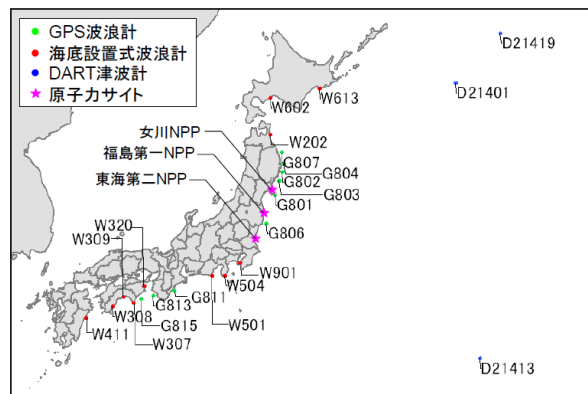 GPS波浪計
海底設置式波浪計
DART津波計
原子力サイト
D21419
D21401
W613
W602
女川NPP
W202
福島第一NPP
G807
G804
G802
東海第二NPP
G803
G801
W320
G806
W309
W901
W504
G811
G813
W308
G815
W501
W411
W307
D21413